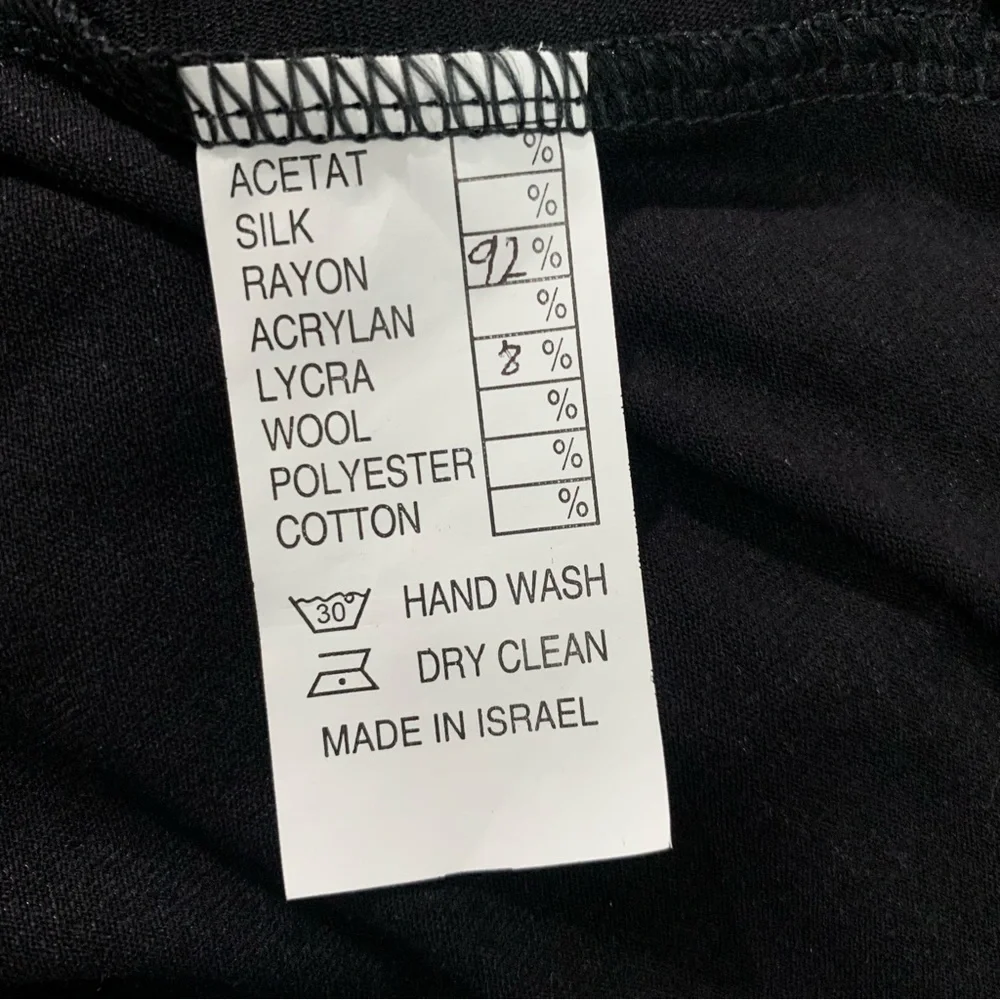 ACETAT %
SILK %
RAYON 92 %
ACRYLAN %
LYCRA 8 %
WOOL %
POLYESTER %
COTTON %
30° HAND WASH
DRY CLEAN
MADE IN ISRAEL